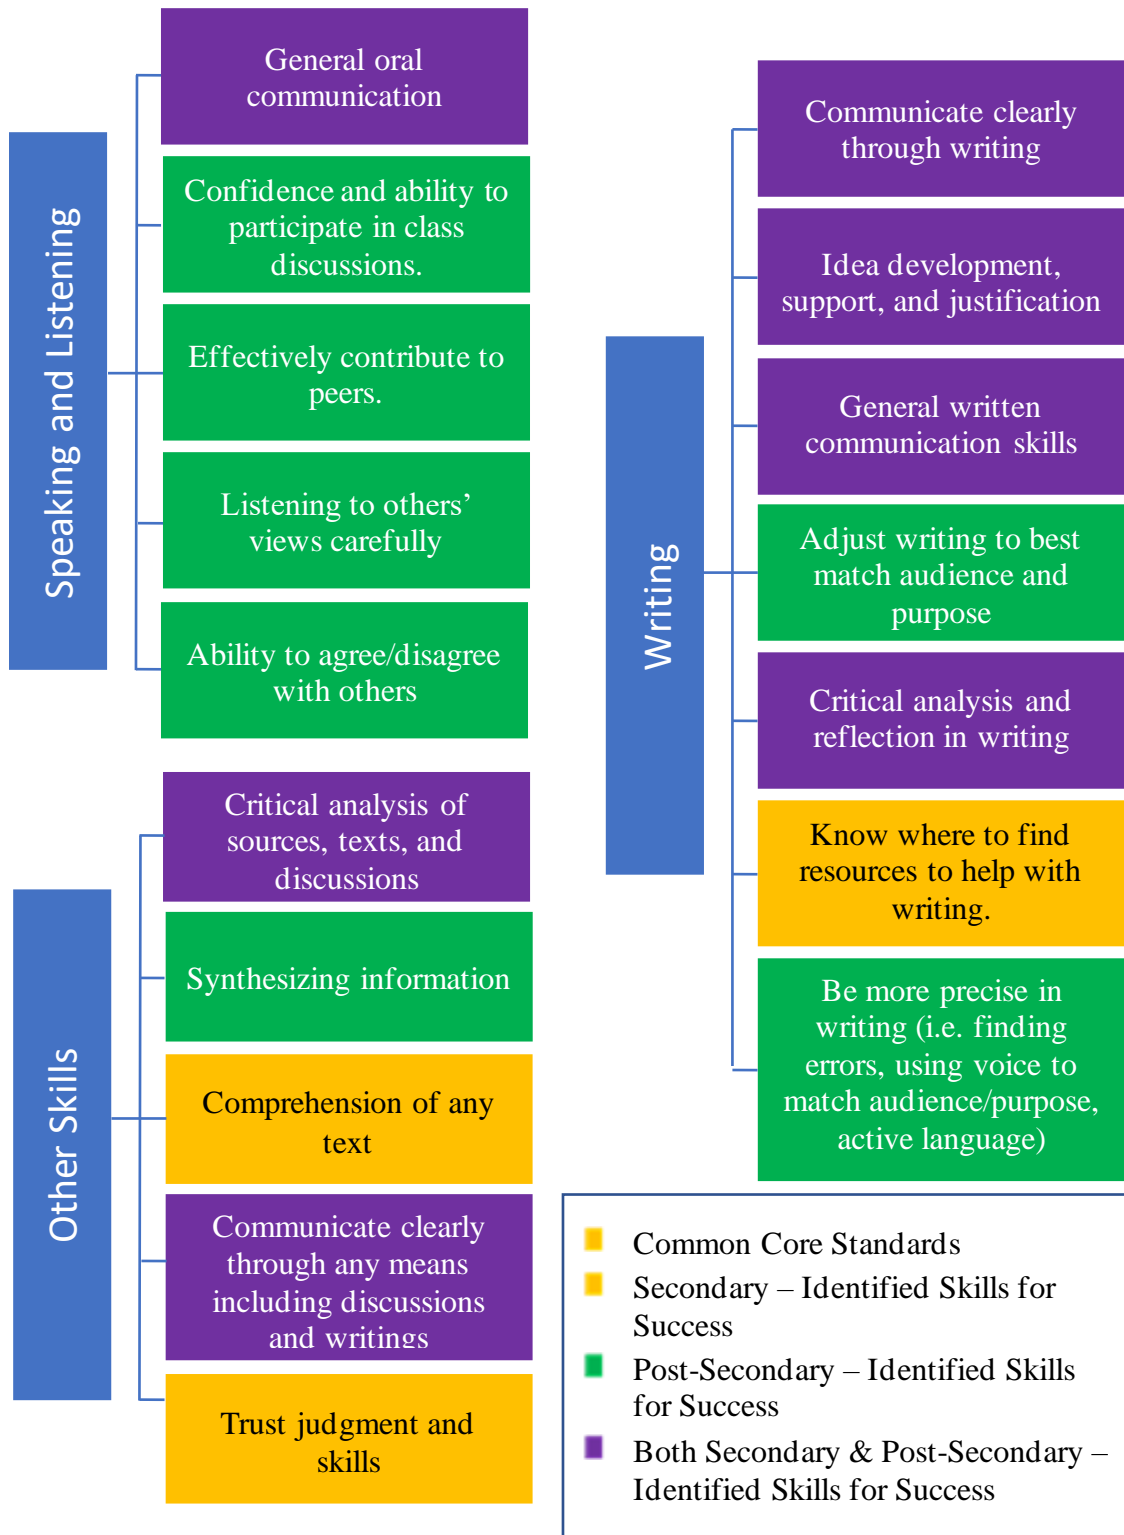 Speaking and Listening
General oral
communication
Confidence and ability to
participate in class
discussions.
Effectively contribute to
peers.
Listening to others’
views carefully
Ability to agree/disagree
with others
Other Skills
Critical analysis of
sources, texts, and
discussions
Synthesizing information
Comprehension of any
text
Communicate clearly
through any means
including discussions
and writings
Trust judgment and
skills
Writing
Communicate clearly
through writing
Idea development,
support, and justification
General written
communication skills
Adjust writing to best
match audience and
purpose
Critical analysis and
reflection in writing
Know where to find
resources to help with
writing.
Be more precise in
writing (i.e. finding
errors, using voice to
match audience/purpose,
active language)
Common Core Standards
Secondary – Identified Skills for
Success
Post-Secondary – Identified Skills
for Success
Both Secondary & Post-Secondary –
Identified Skills for Success